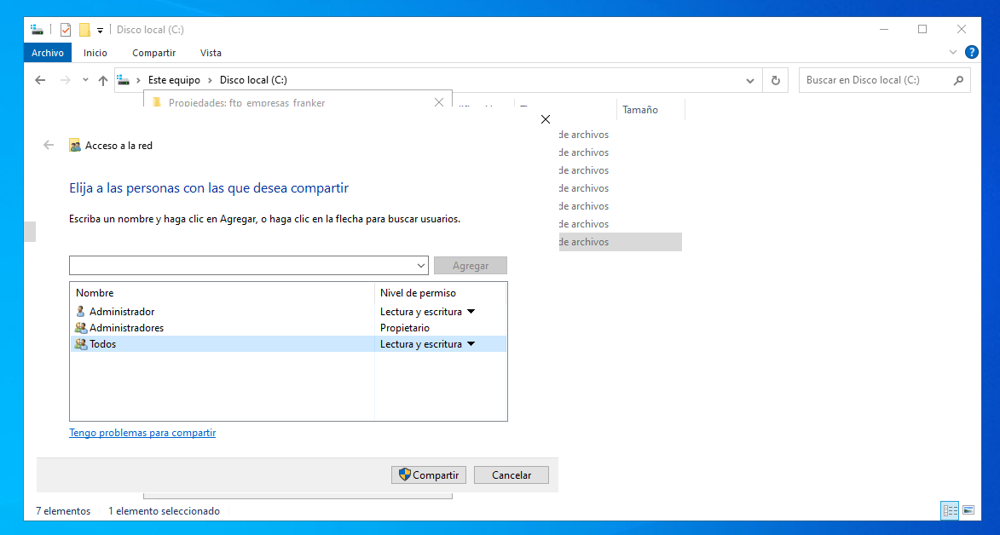 Disco local (C:)
Archivo Inicio Compartir Vista
Este equipo Disco local (C:)
Buscar en Disco local (C:)
Propiedades: ftp_empresas_franker
Tamaño
de archivos
de archivos
de archivos
de archivos
de archivos
de archivos
de archivos
Acceso a la red
Elija a las personas con las que desea compartir
Escriba un nombre y haga clic en Agregar, o haga clic en la flecha para buscar usuarios.
Agregar
Nombre Nivel de permiso
Administrador Lectura y escritura
Administradores Propietario
Todos Lectura y escritura
Tengo problemas para compartir
Compartir Cancelar
7 elementos 1 elemento seleccionado